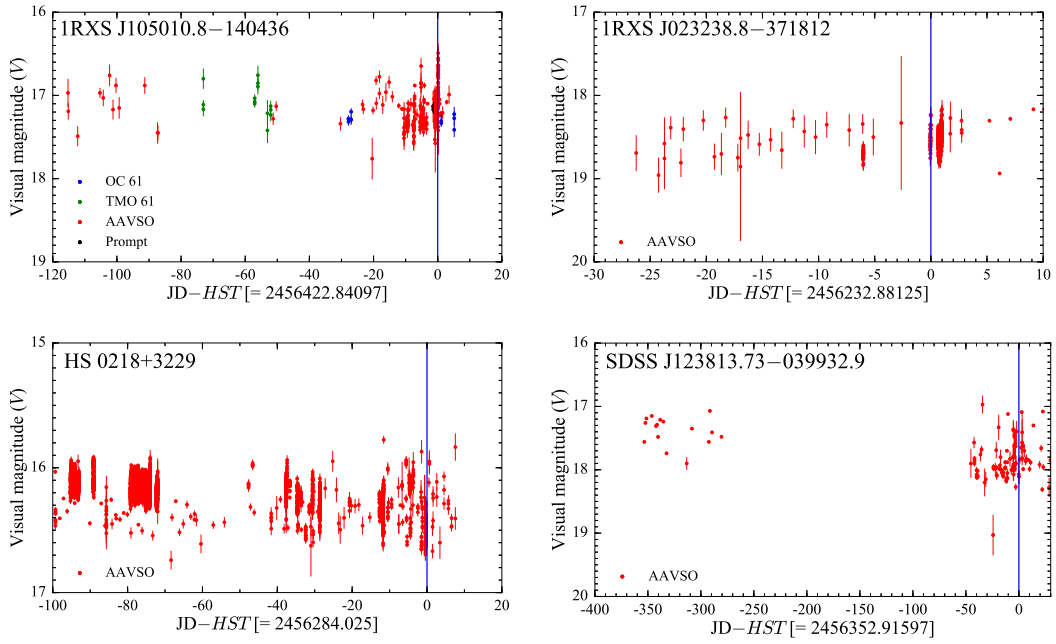 1RXS J105010.8−140436
Visual magnitude (V)
16
17
18
19
OC 61
TMO 61
AAVSO
Prompt
-120 -100 -80 -60 -40 -20 0 20
JD−HST [= 2456422.84097]
1RXS J023238.8−371812
Visual magnitude (V)
17
18
19
20
AAVSO
-30 -25 -20 -15 -10 -5 0 5 10
JD−HST [= 2456232.88125]
HS 0218+3229
Visual magnitude (V)
15
16
17
AAVSO
-100 -80 -60 -40 -20 0 20
JD−HST [= 2456284.025]
SDSS J123813.73−039932.9
Visual magnitude (V)
16
17
18
19
20
AAVSO
-400 -350 -300 -250 -200 -150 -100 -50 0
JD−HST [= 2456352.91597]